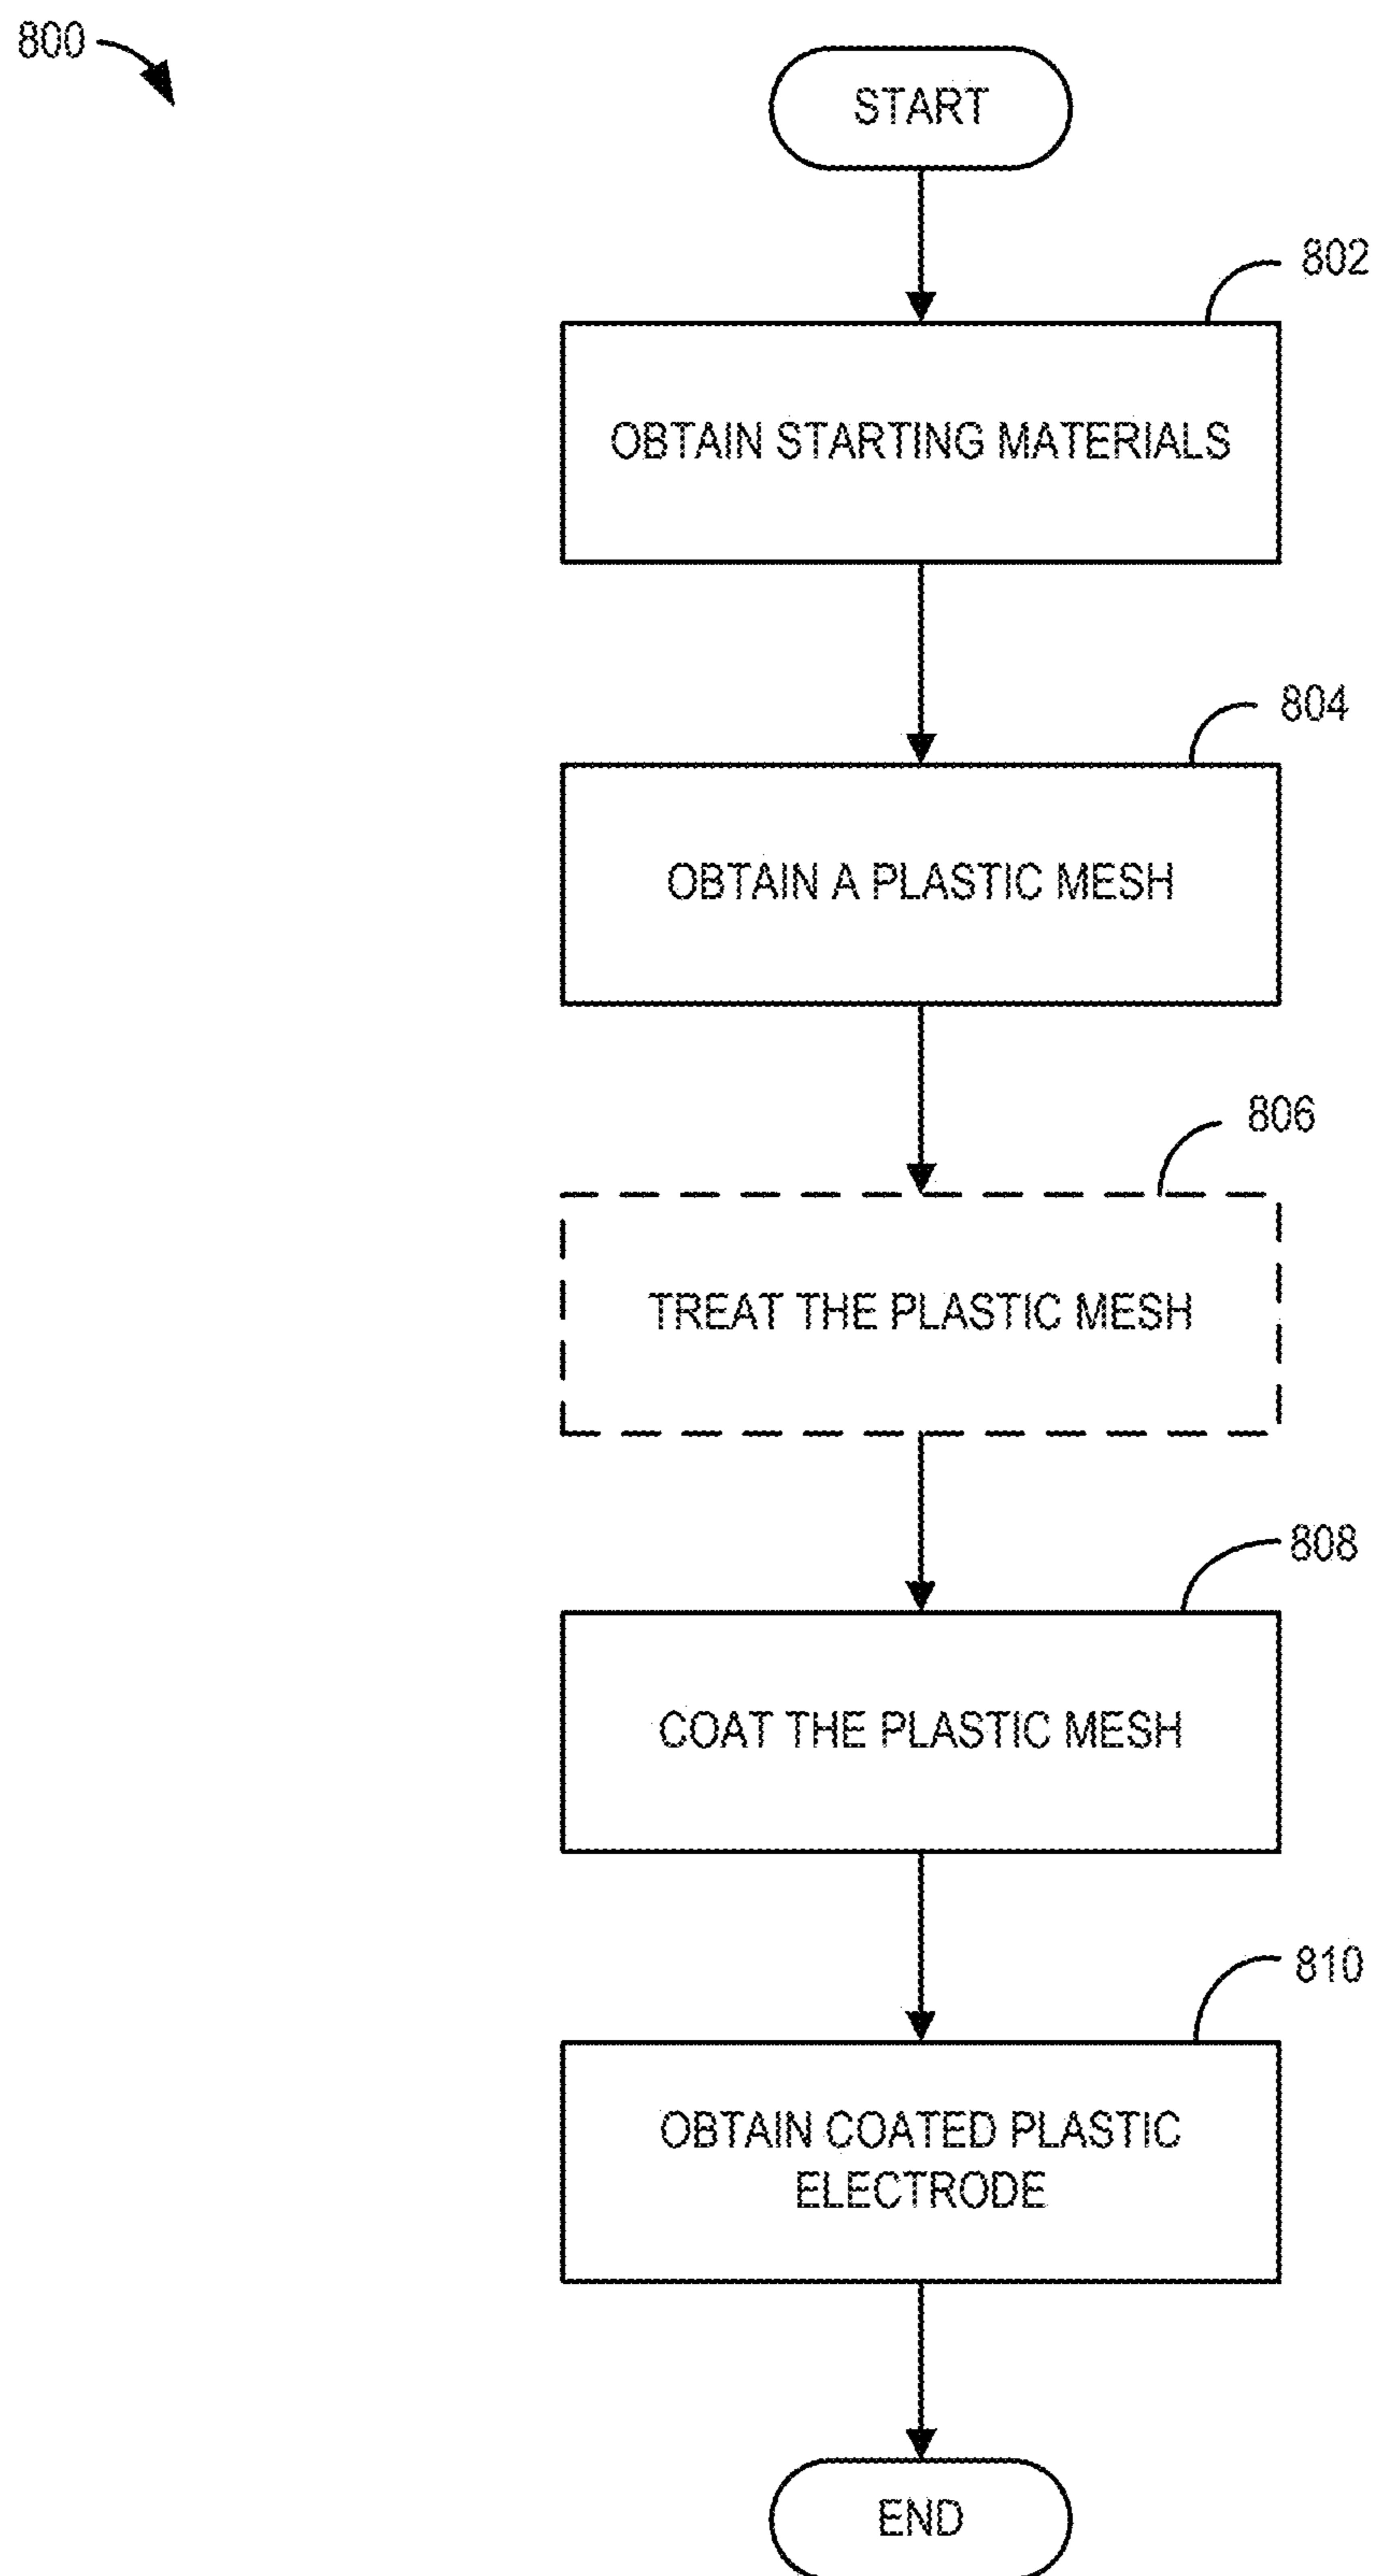 800
START
802
OBTAIN STARTING MATERIALS
804
OBTAIN A PLASTIC MESH
806
TREAT THE PLASTIC MESH
808
COAT THE PLASTIC MESH
810
OBTAIN COATED PLASTIC
ELECTRODE
END